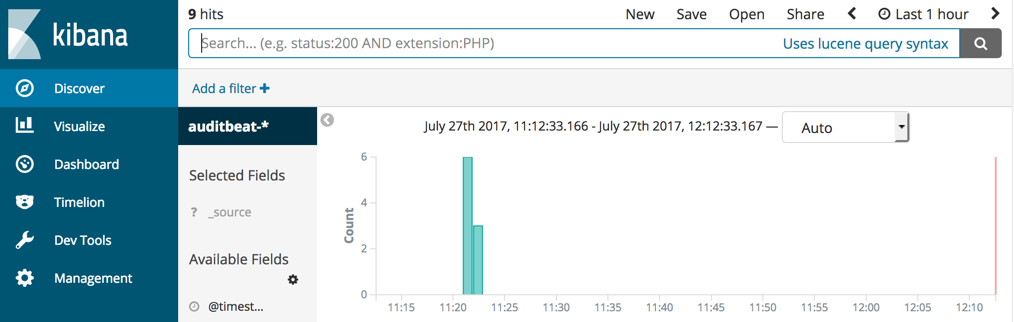 kibana
Discover
Visualize
Dashboard
Timelion
Dev Tools
Management
9 hits
New Save Open Share Last 1 hour
Search... (e.g. status:200 AND extension:PHP) Uses lucene query syntax
Add a filter +
auditbeat-*
Selected Fields
? _source
Available Fields
@timest...
July 27th 2017, 11:12:33.166 - July 27th 2017, 12:12:33.167 — Auto
Count
6
4
2
0
11:15 11:20 11:25 11:30 11:35 11:40 11:45 11:50 11:55 12:00 12:05 12:10